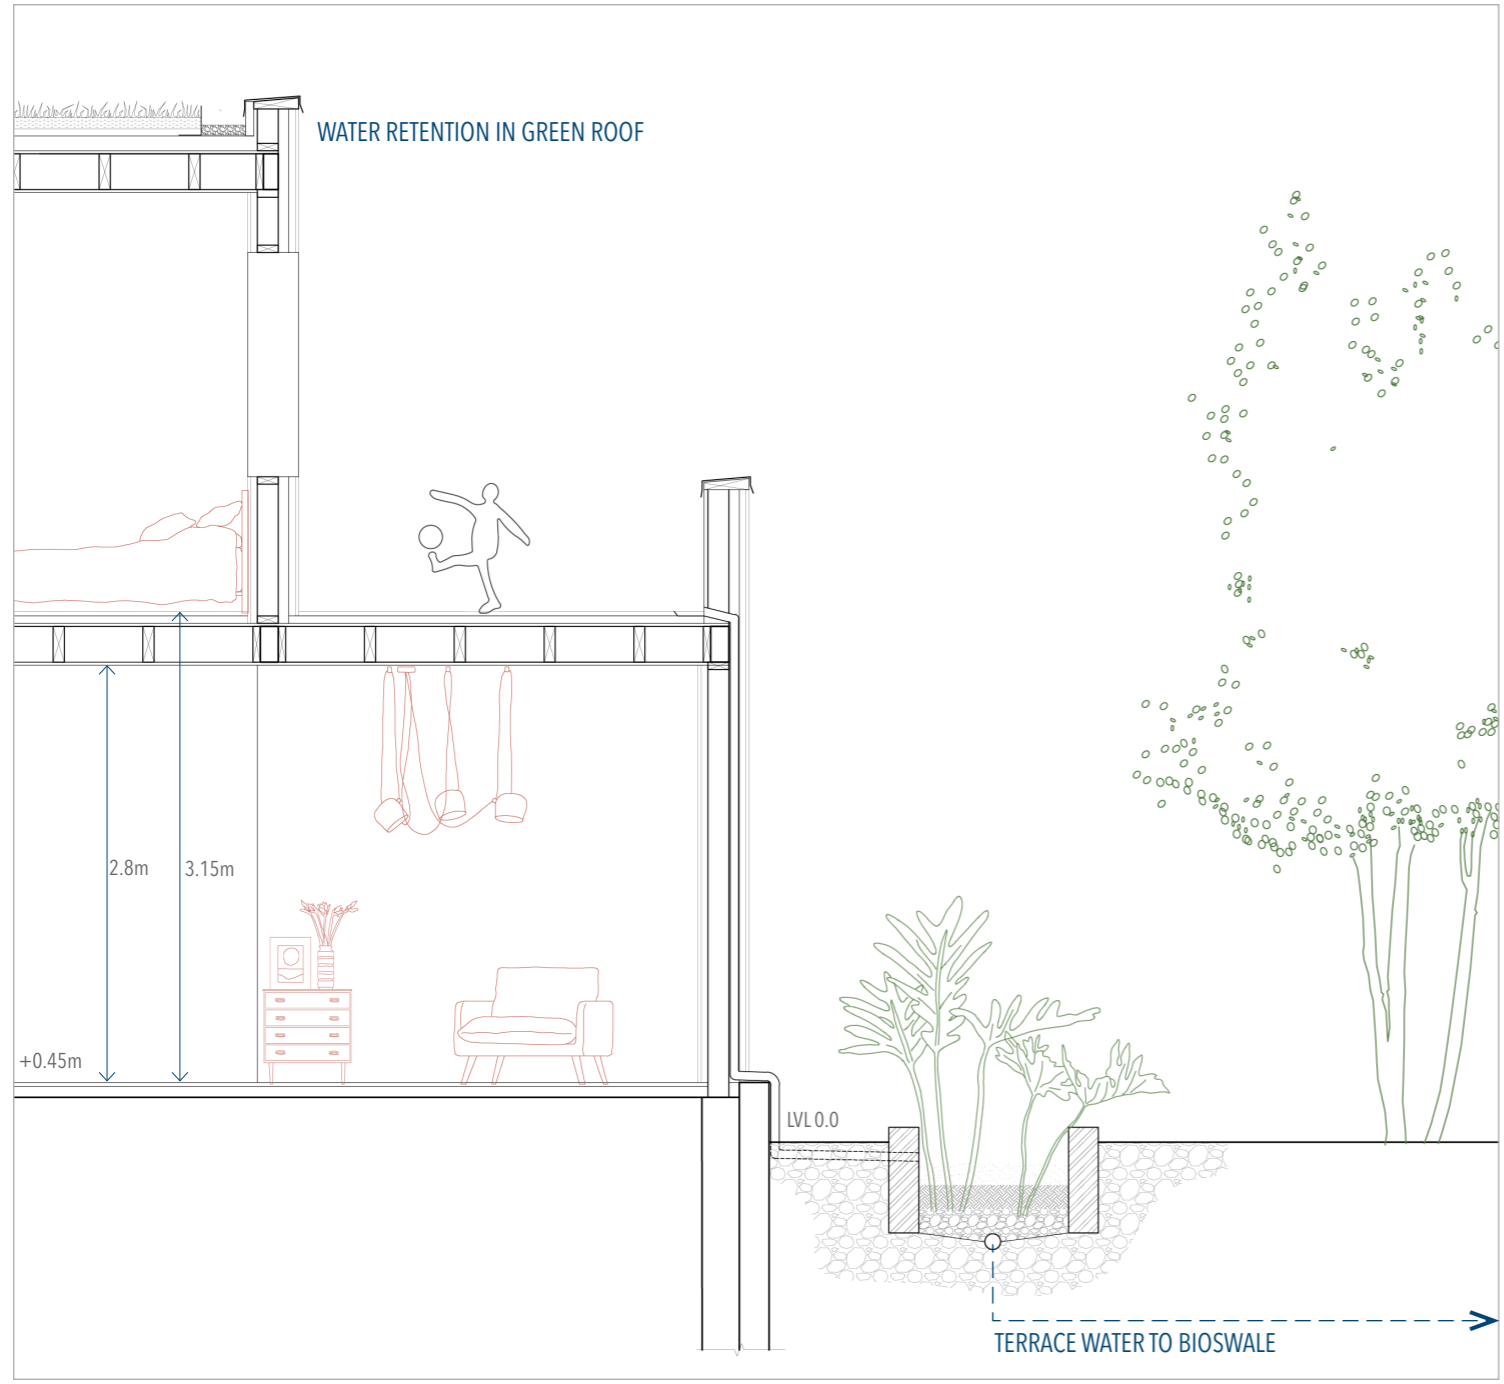 WATER RETENTION IN GREEN ROOF
2.8m
3.15m
+0.45m
LVL 0.0
TERRACE WATER TO BIOSWALE